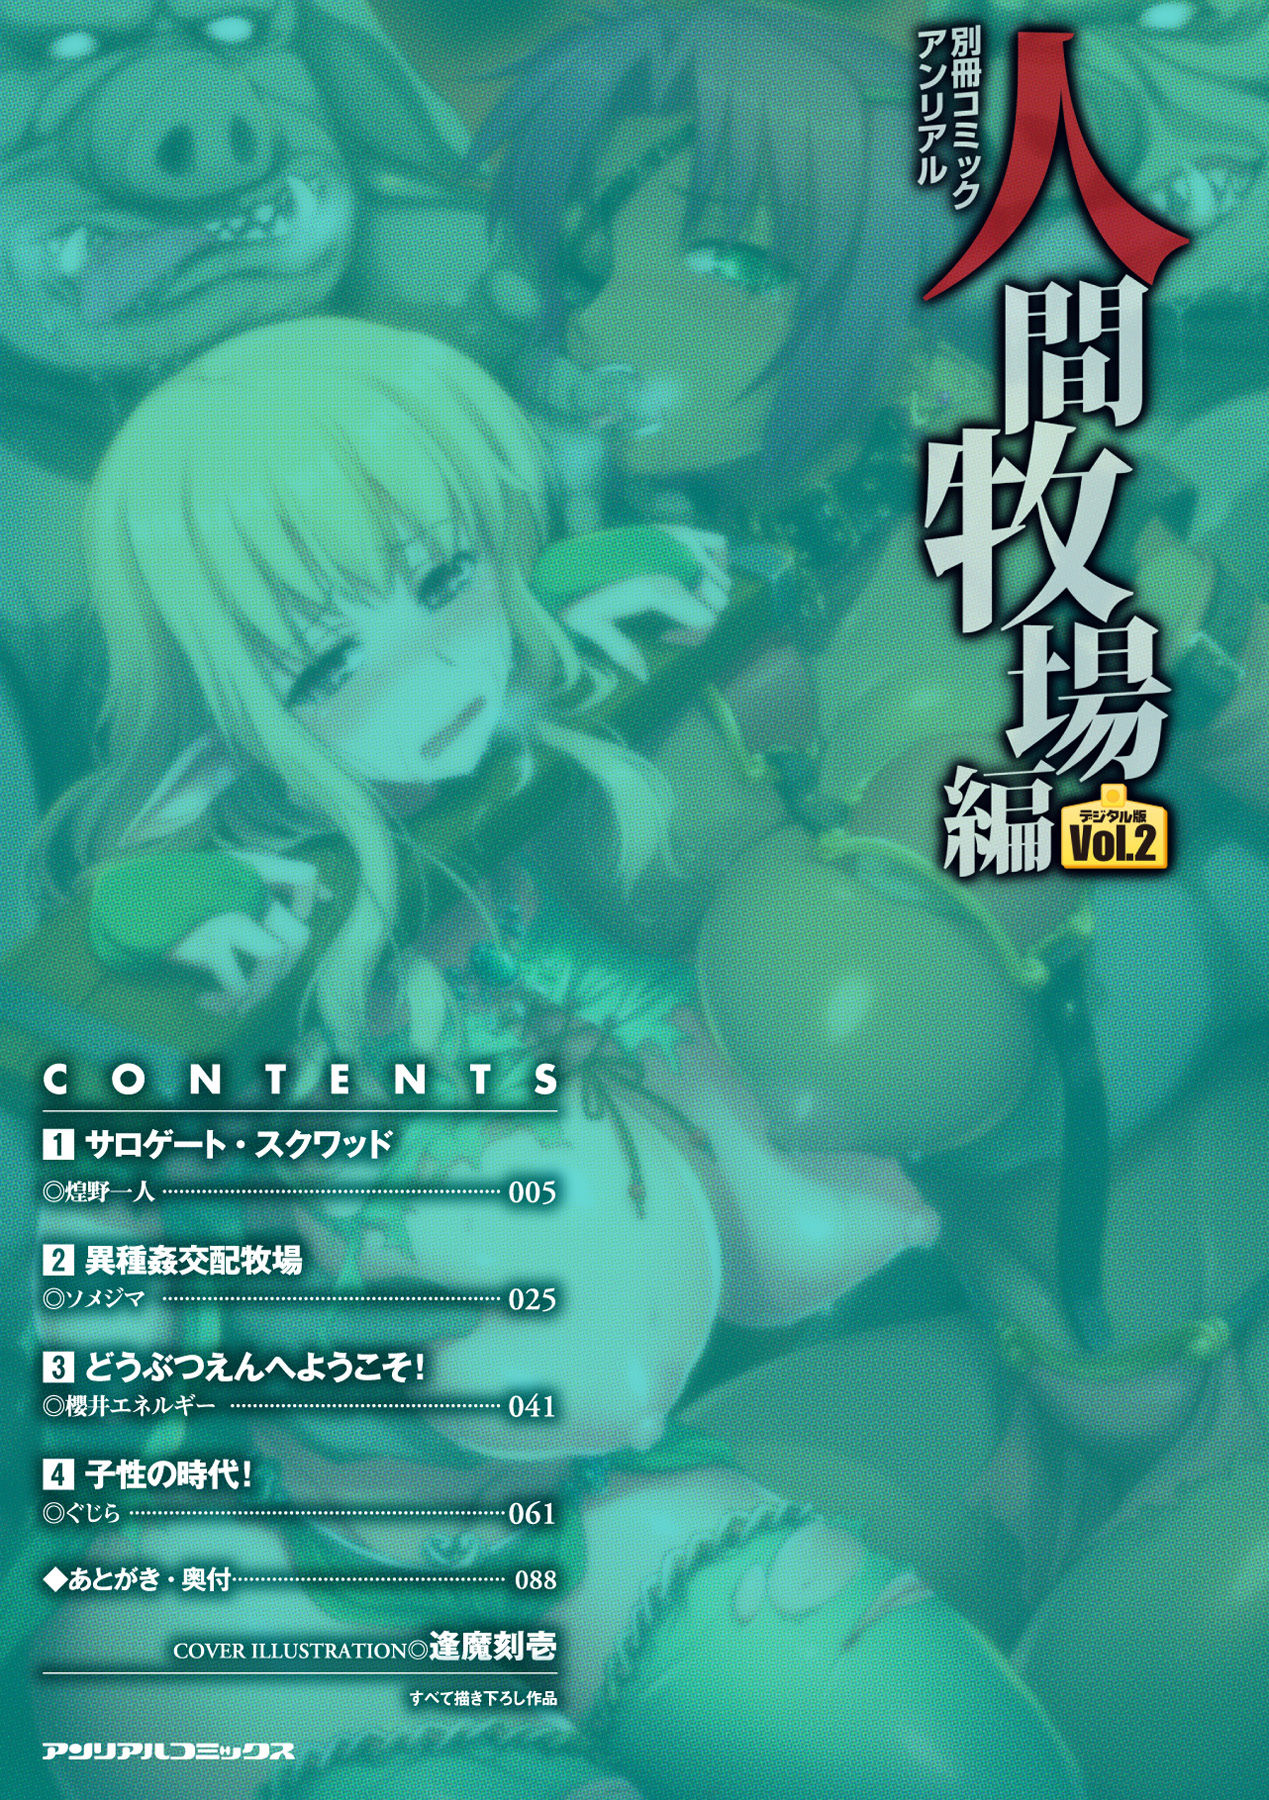 別冊コミック
アンリアル
人間牧場編
デジタル版
Vol.2
CONTENTS
1 サロゲート・スクワッド
◎煌野一人 005
2 異種姦交配牧場
◎ソメジマ 025
3 どうぶつえんへようこそ！
◎櫻井エネルギー 041
4 子性の時代！
◎ぐじら 061
◆あとがき・奥付 088
COVER ILLUSTRATION◎逢魔刻壱
すべて描き下ろし作品
アンリアルコミックス